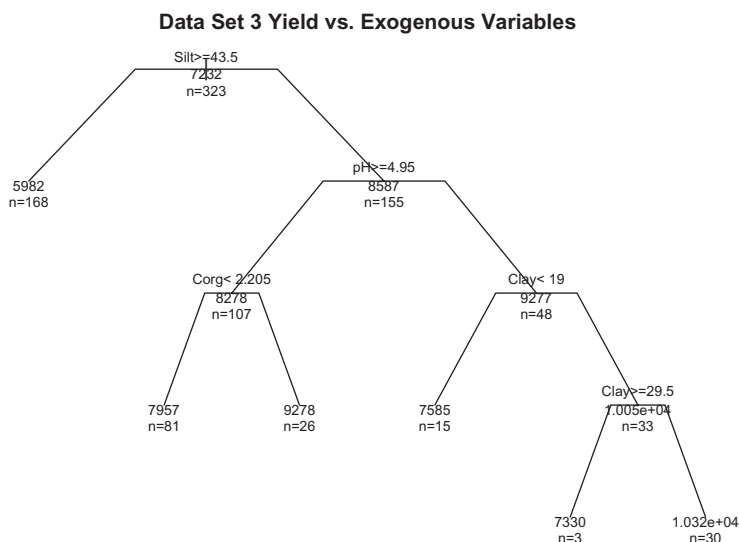 Data Set 3 Yield vs. Exogenous Variables
Silt>=43.5
7232
n=323
5982
n=168
pH>=4.95
8587
n=155
Corg< 2.205
8278
n=107
Clay< 19
9277
n=48
7957
n=81
9278
n=26
7585
n=15
Clay>=29.5
1.005e+04
n=33
7330
n=3
1.032e+04
n=30